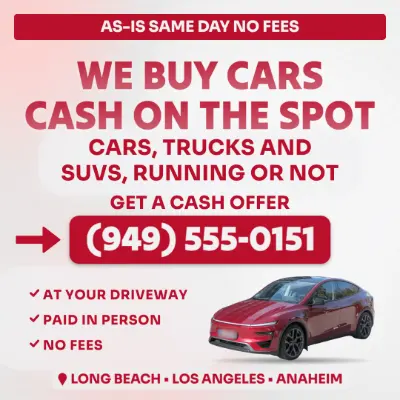 AS-IS SAME DAY NO FEES
WE BUY CARS
CASH ON THE SPOT
CARS, TRUCKS AND
SUVS, RUNNING OR NOT
GET A CASH OFFER
(949) 555-0151
AT YOUR DRIVEWAY
PAID IN PERSON
NO FEES
LONG BEACH • LOS ANGELES • ANAHEIM